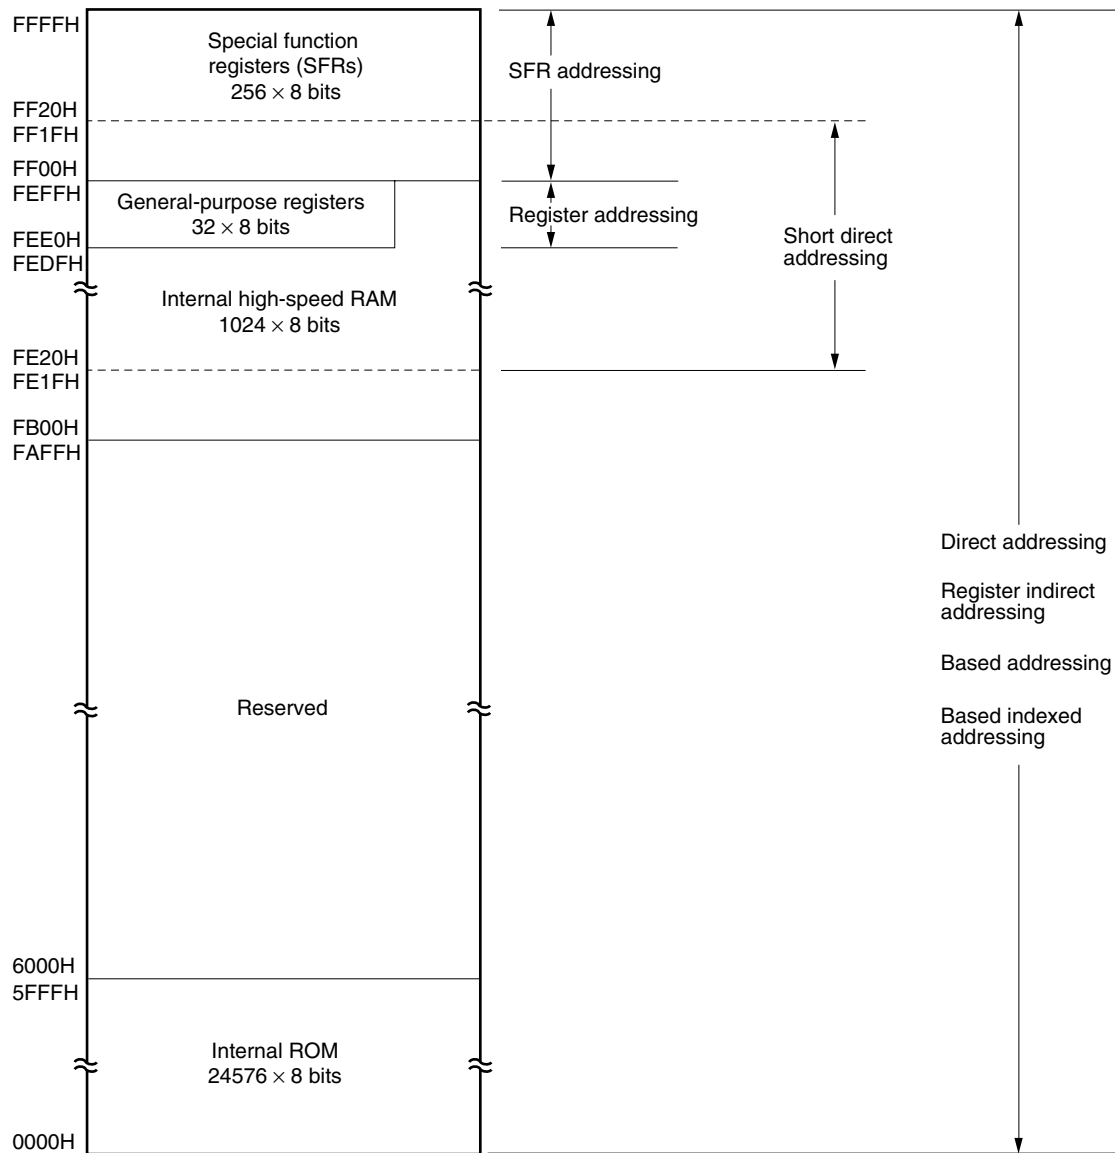 FFFFH
Special function
registers (SFRs)
256 × 8 bits
SFR addressing
FF20H
FF1FH
FF00H
FEFFH
General-purpose registers
32 × 8 bits
Register addressing
Short direct
addressing
FEE0H
FEDFH
Internal high-speed RAM
1024 × 8 bits
FE20H
FE1FH
FB00H
FAFFH
Direct addressing
Register indirect
addressing
Based addressing
Based indexed
addressing
Reserved
6000H
5FFFH
Internal ROM
24576 × 8 bits
0000H